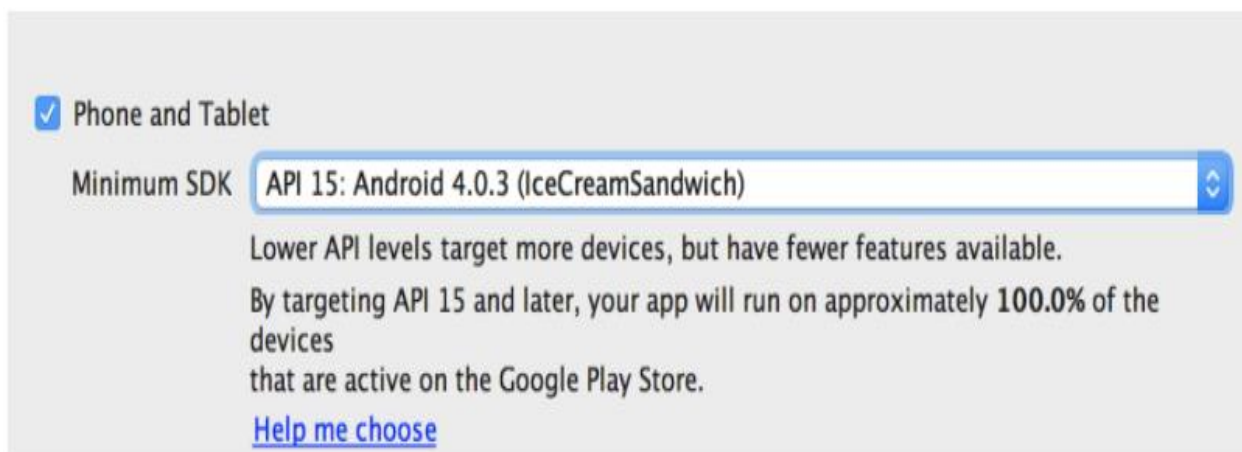 Phone and Tablet
Minimum SDK API 15: Android 4.0.3 (IceCreamSandwich)
Lower API levels target more devices, but have fewer features available.
By targeting API 15 and later, your app will run on approximately 100.0% of the
devices
that are active on the Google Play Store.
Help me choose